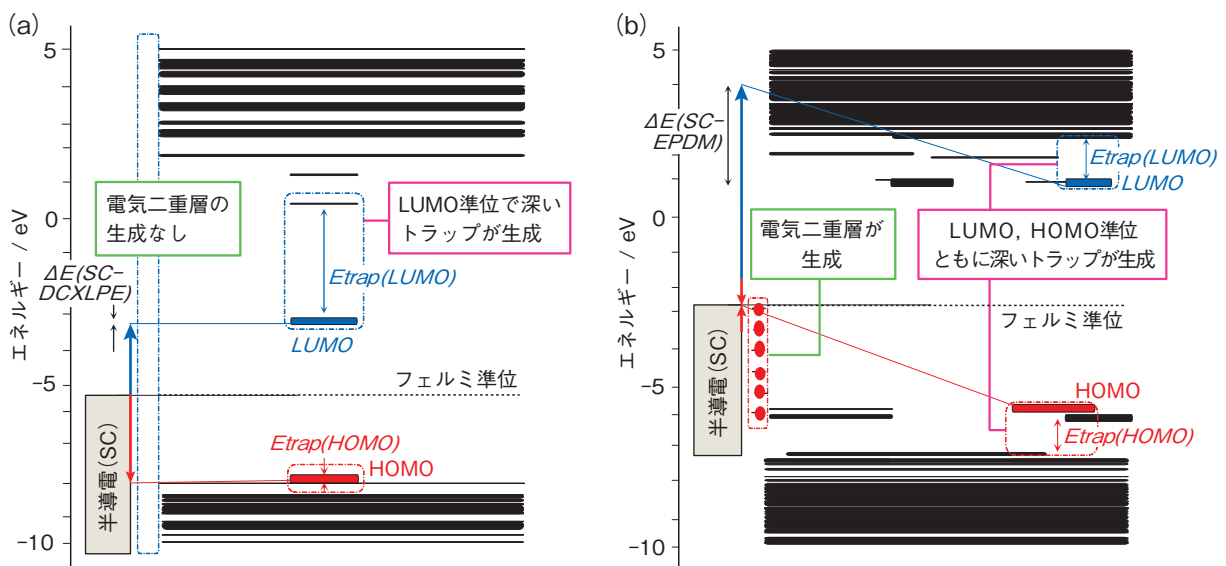 (a)
5
0
-5
-10
エネルギー / eV
電気二重層の
生成なし
LUMO準位で深い
トラップが生成
ΔE(SC-
DCXLPE)
Etrap(LUMO)
LUMO
フェルミ準位
半導電(SC)
Etrap(HOMO)
HOMO
(b)
5
0
-5
-10
エネルギー / eV
ΔE(SC-
EPDM)
Etrap(LUMO)
LUMO
電気二重層が
生成
LUMO, HOMO準位
ともに深いトラップが生成
フェルミ準位
半導電(SC)
HOMO
Etrap(HOMO)